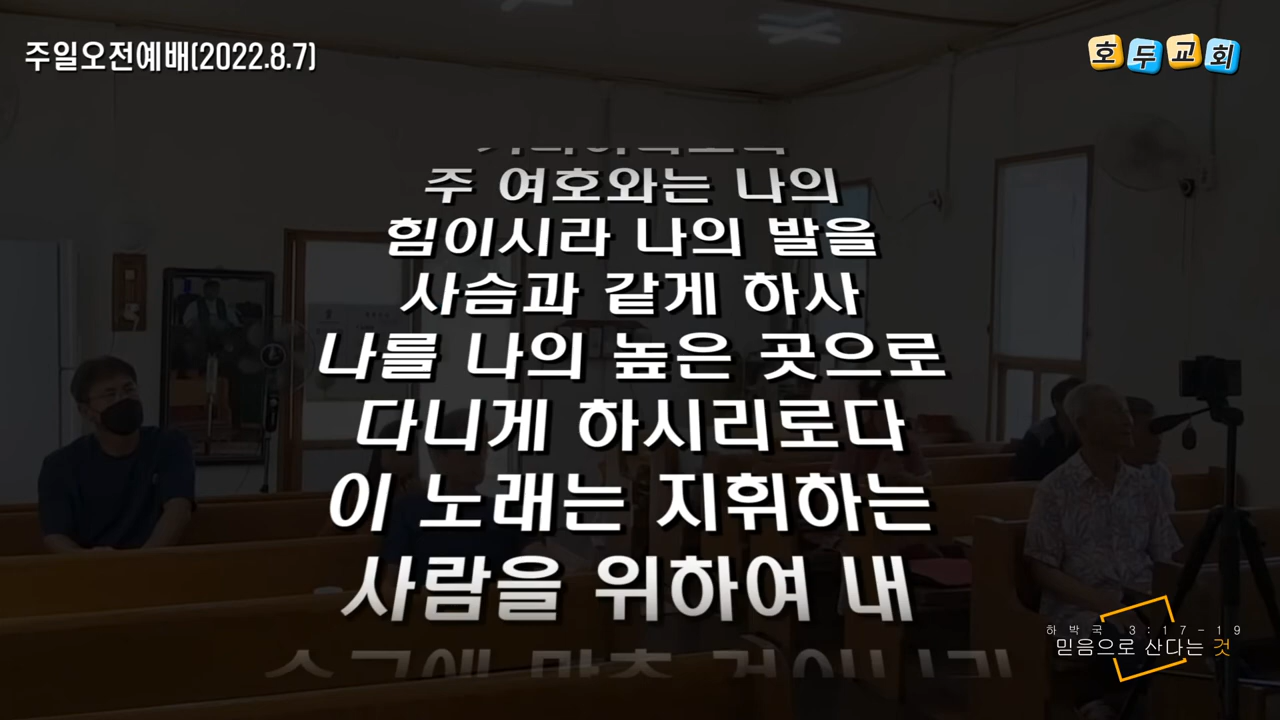 주일오전예배(2022.8.7)
호두교회
주 여호와는 나의
힘이시라 나의 발을
사슴과 같게 하사
나를 나의 높은 곳으로
다니게 하시리로다
이 노래는 지휘하는
사람을 위하여 내
하박국 3:17-19
믿음으로 산다는 것